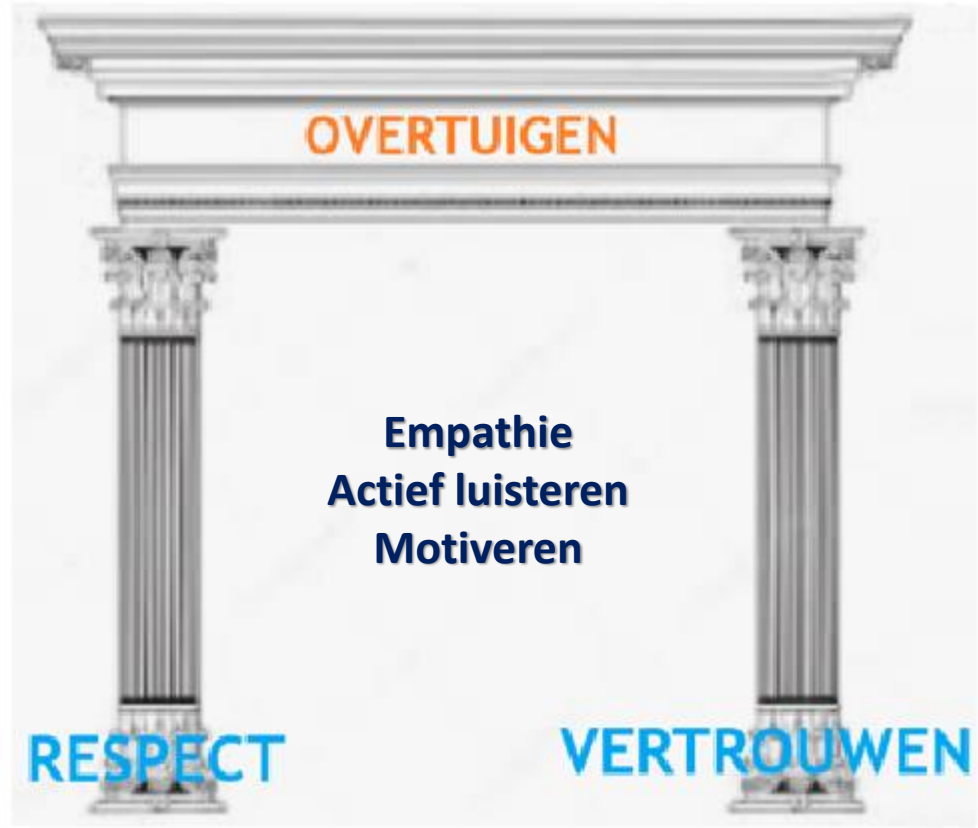 OVERTUIGEN
Empathie
Actief luisteren
Motiveren
RESPECT
VERTROUWEN